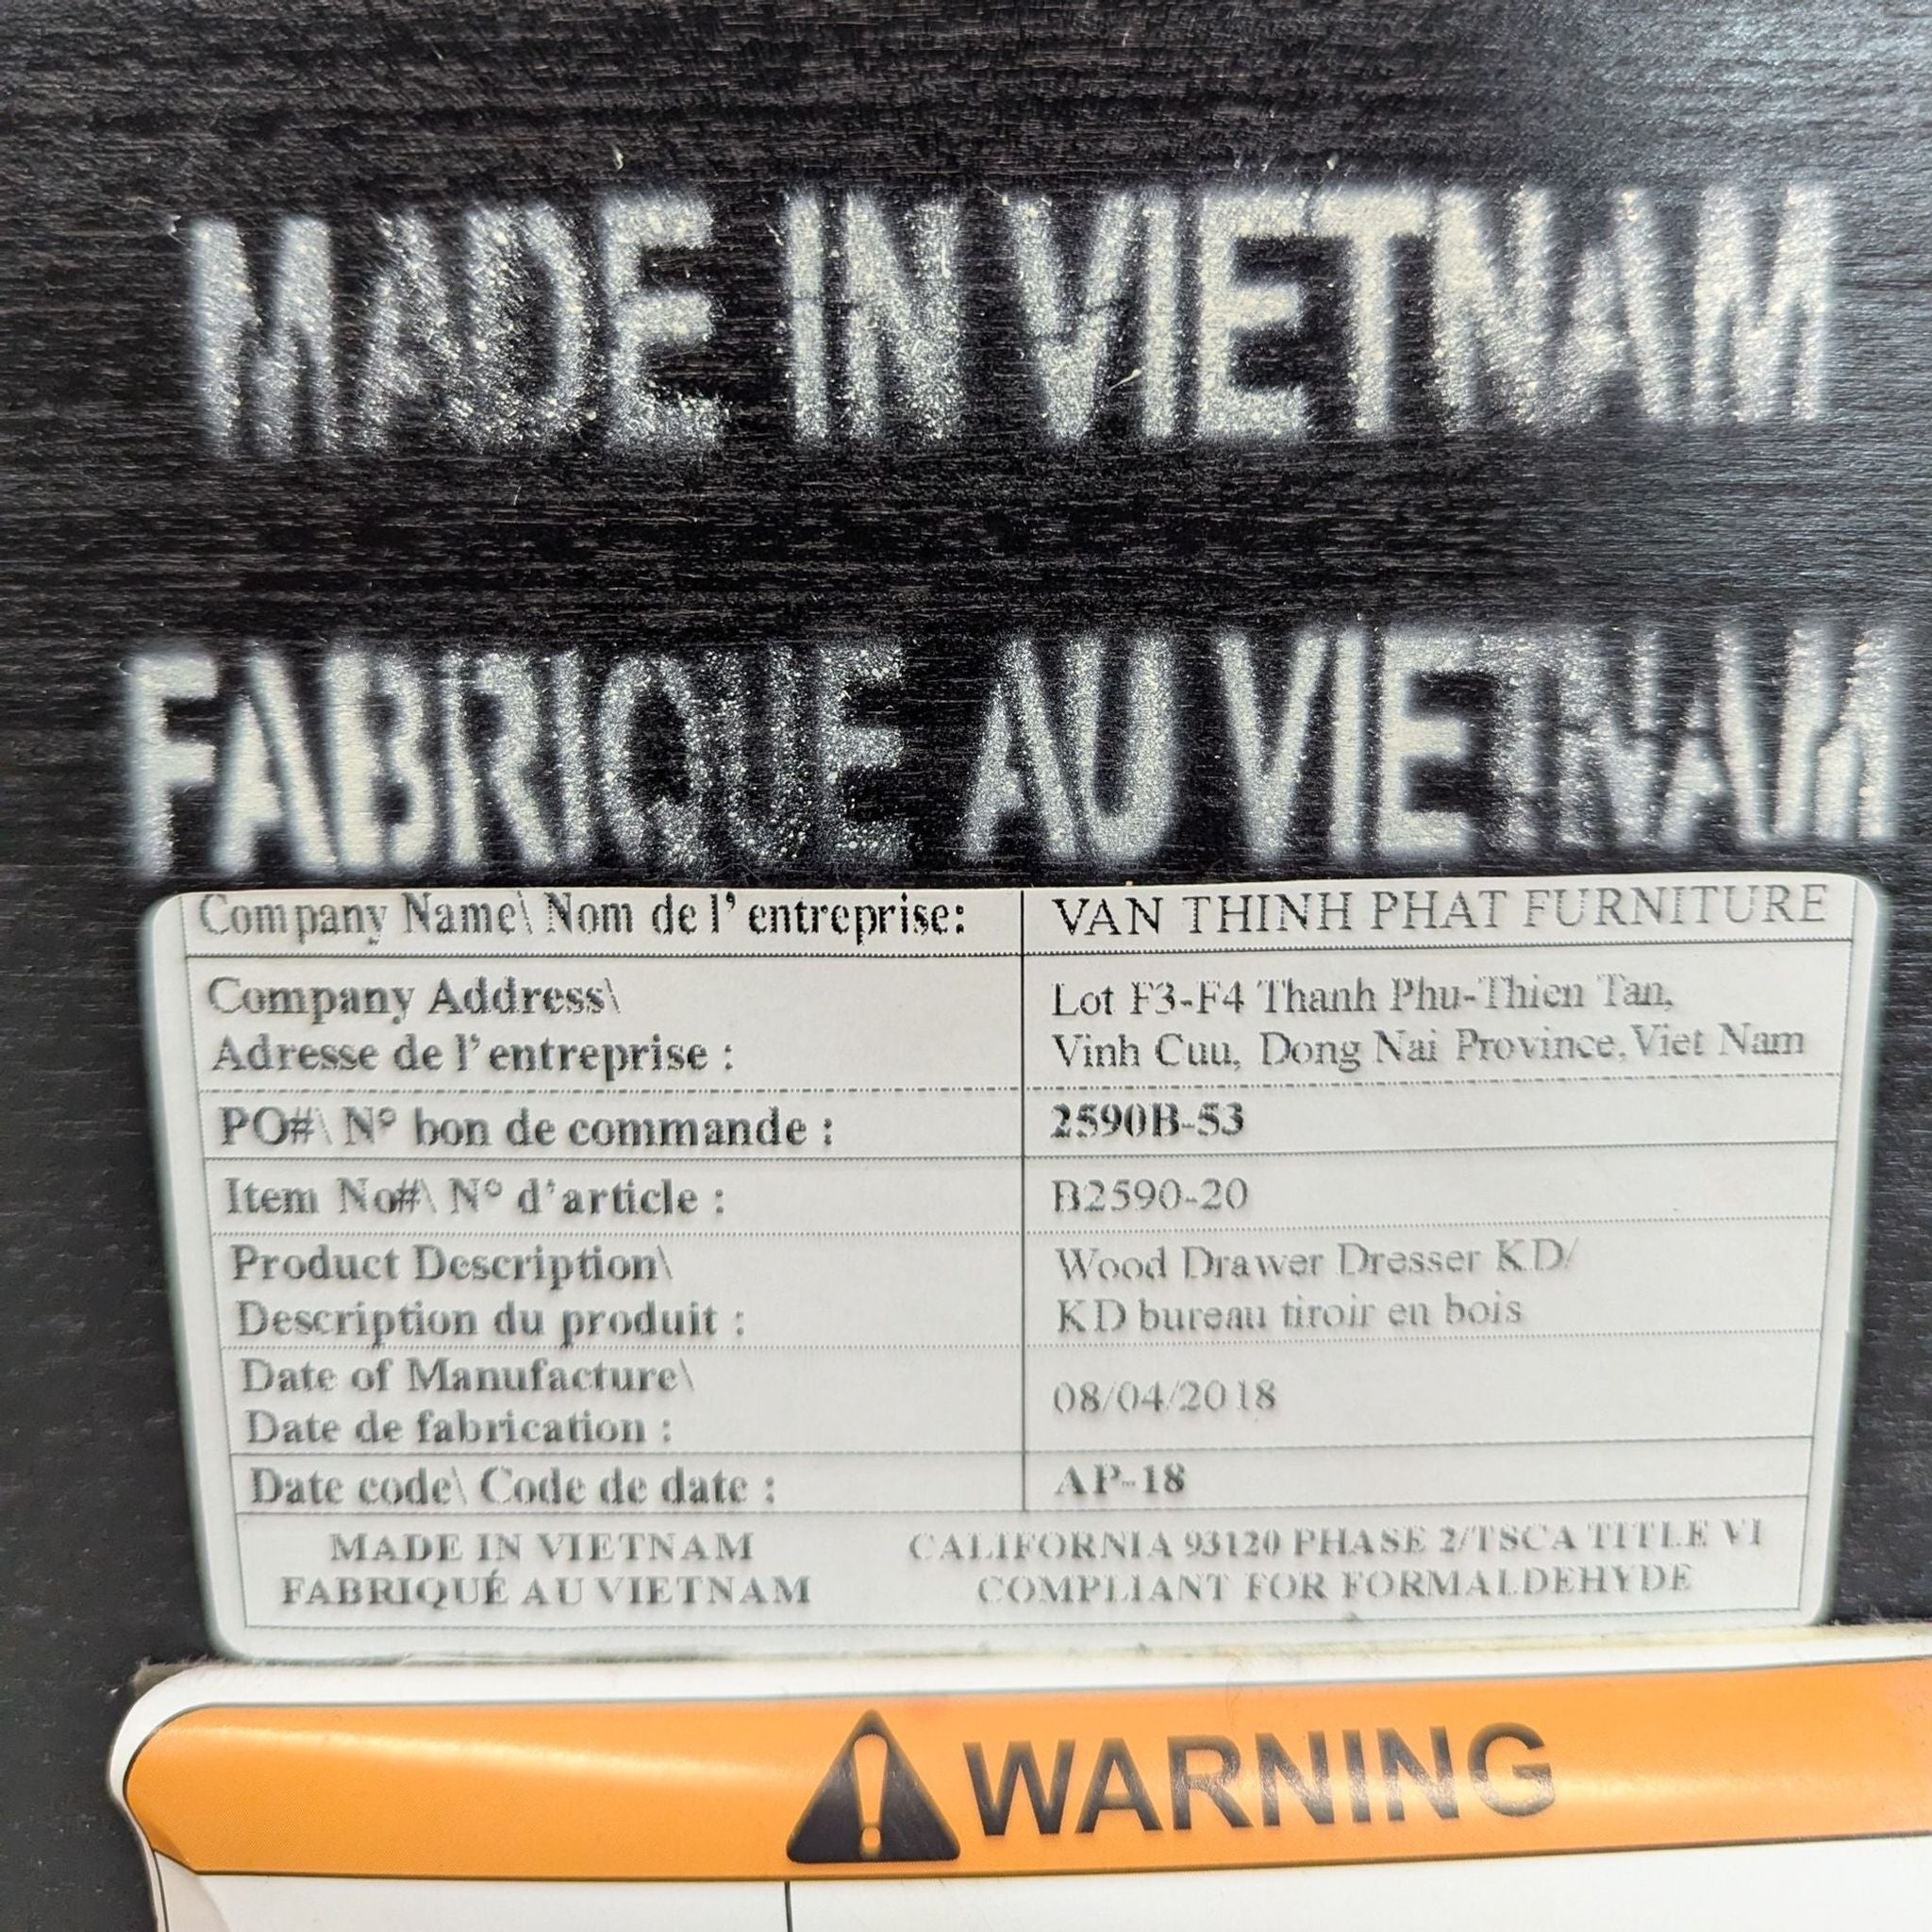 MADE IN VIETNAM
FABRIQUE AU VIETNAM
Company Name\ Nom de l' entreprise: VAN THINH PHAT FURNITURE
Company Address\ Lot F3-F4 Thanh Phu-Thien Tan,
Adresse de l'entreprise : Vinh Cuu, Dong Nai Province, Viet Nam
PO#\ N° bon de commande : 2590B-53
Item No#\ N° d'article : B2590-20
Product Description\ Wood Drawer Dresser KD/
Description du produit : KD bureau tiroir en bois
Date of Manufacture\
Date de fabrication : 08/04/2018
Date code\ Code de date : AP-18
MADE IN VIETNAM CALIFORNIA 93120 PHASE 2/TSCA TITLE VI
FABRIQUÉ AU VIETNAM COMPLIANT FOR FORMALDEHYDE
WARNING